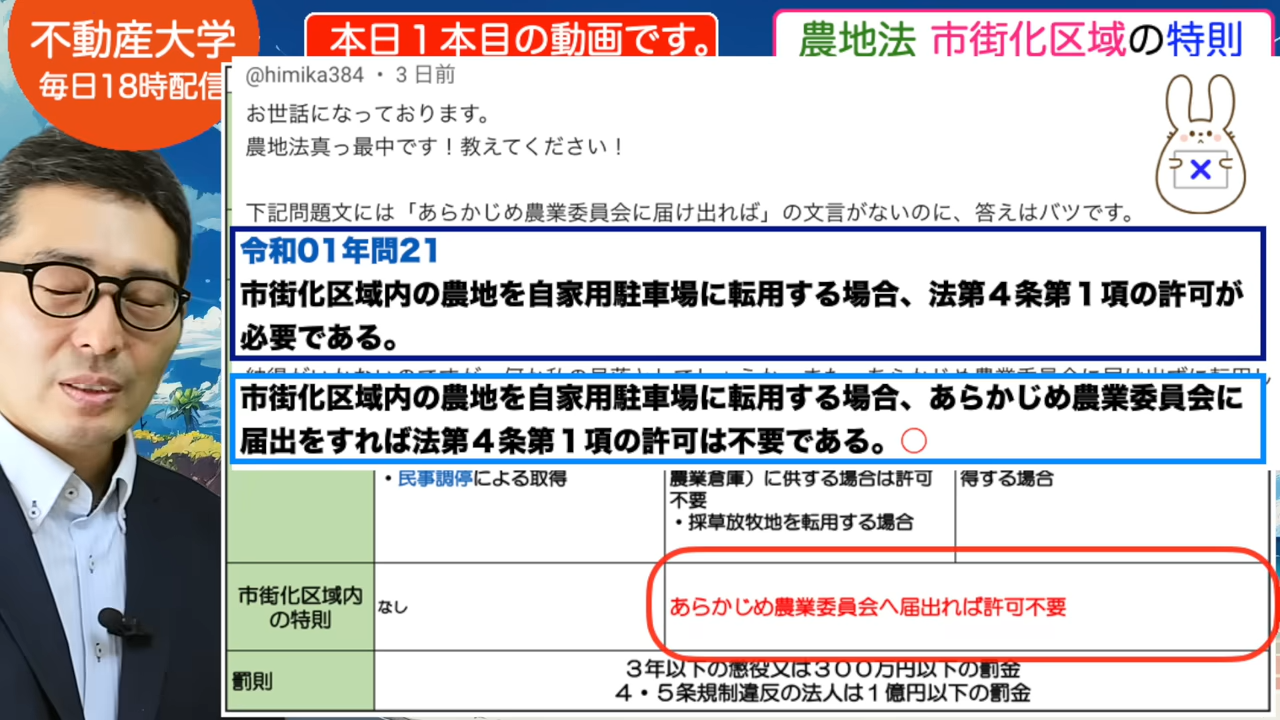 不動産大学
毎日18時配信
本日1本目の動画です。
農地法 市街化区域の特則
@himika384・3日前
お世話になっております。
農地法真っ最中です！教えてください！
下記問題文には「あらかじめ農業委員会に届け出れば」の文言がないのに、答えはバツです。
令和01年問21
市街化区域内の農地を自家用駐車場に転用する場合、法第４条第１項の許可が
必要である。
市街化区域内の農地を自家用駐車場に転用する場合、あらかじめ農業委員会に
届出をすれば法第４条第１項の許可は不要である。○
・民事調停による取得
農業倉庫）に供する場合は許可
不要
・採草放牧地を転用する場合
得する場合
市街化区域内
の特則
なし
あらかじめ農業委員会へ届出れば許可不要
罰則
３年以下の懲役又は３００万円以下の罰金
４・５条規制違反の法人は１億円以下の罰金